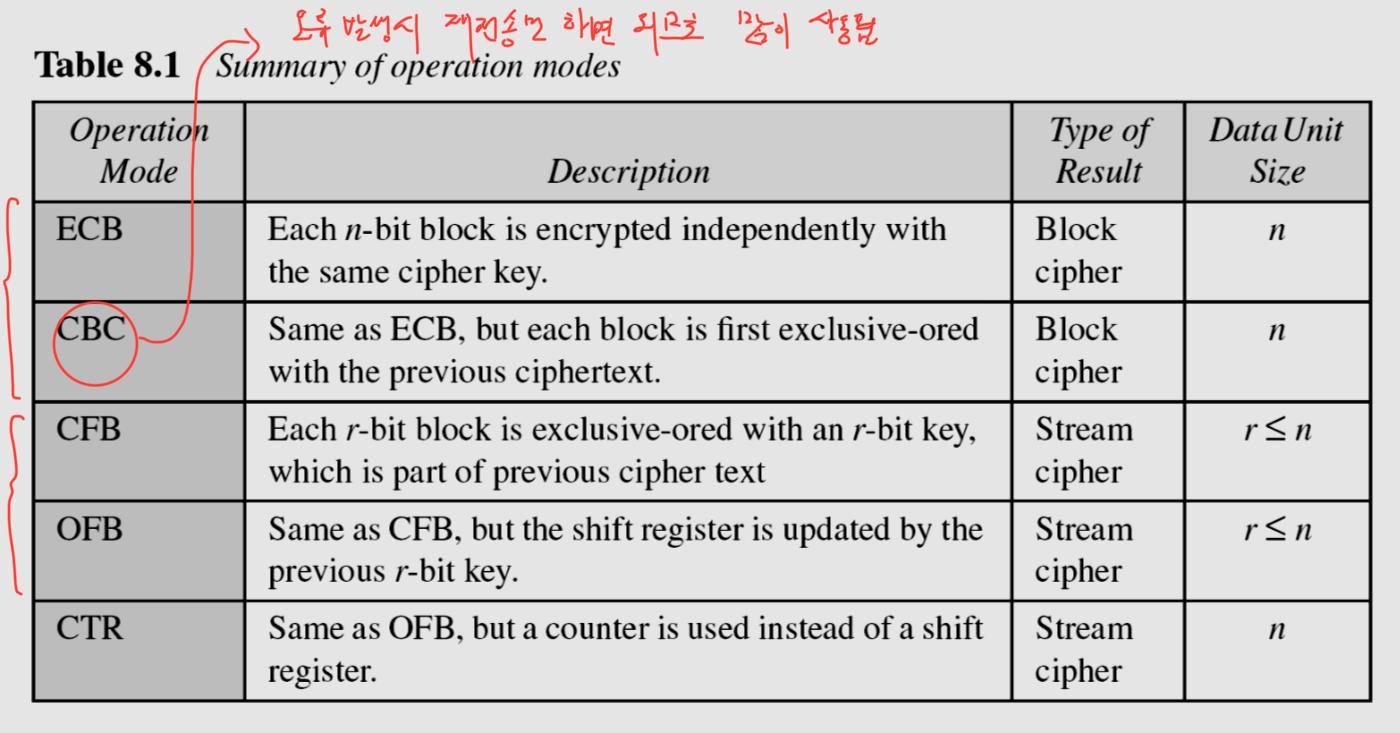 오류 발생시 재전송만 하면 되므로 많이 사용됨
Table 8.1 Summary of operation modes
Operation Mode Description Type of Result Data Unit Size
ECB Each n-bit block is encrypted independently with the same cipher key. Block cipher n
CBC Same as ECB, but each block is first exclusive-ored with the previous ciphertext. Block cipher n
CFB Each r-bit block is exclusive-ored with an r-bit key, which is part of previous cipher text Stream cipher r ≤ n
OFB Same as CFB, but the shift register is updated by the previous r-bit key. Stream cipher r ≤ n
CTR Same as OFB, but a counter is used instead of a shift register. Stream cipher n